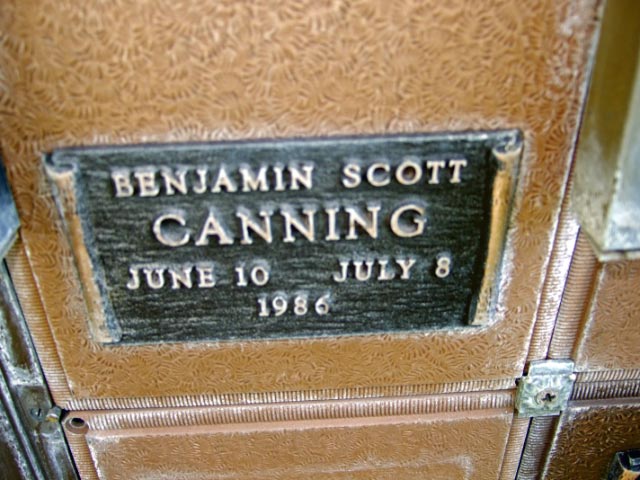 BENJAMIN SCOTT
CANNING
JUNE 10 JULY 8
1986